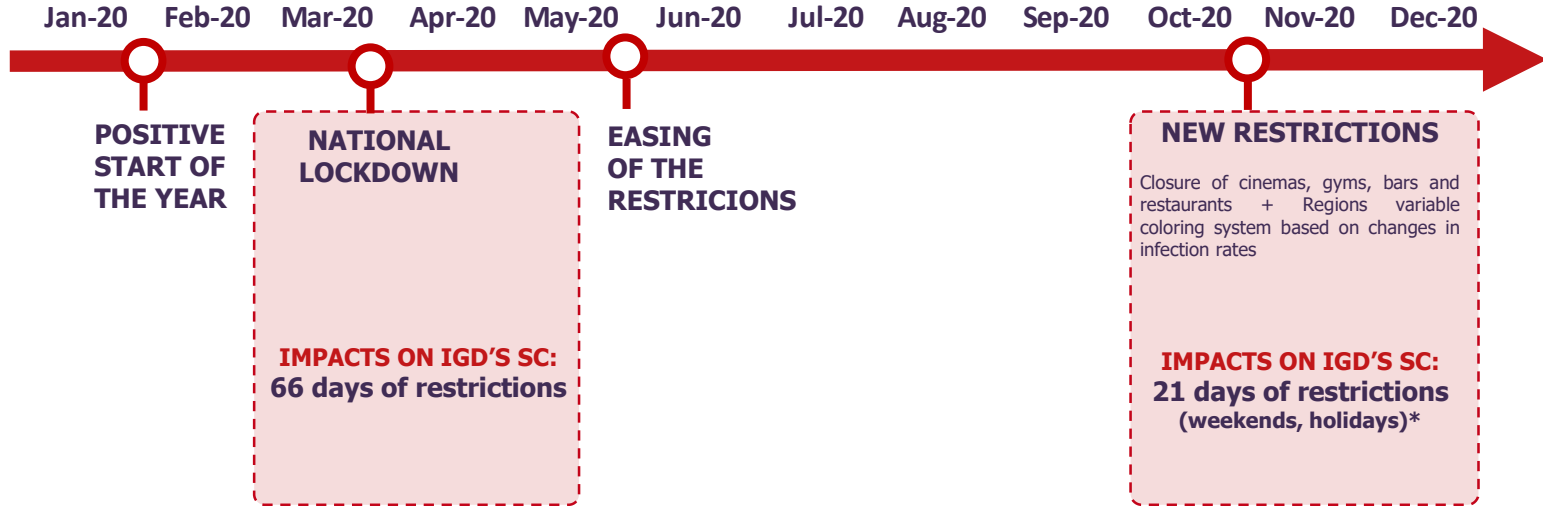 Jan-20 Feb-20 Mar-20 Apr-20 May-20 Jun-20 Jul-20 Aug-20 Sep-20 Oct-20 Nov-20 Dec-20
POSITIVE
START OF
THE YEAR
NATIONAL
LOCKDOWN
IMPACTS ON IGD’S SC:
66 days of restrictions
EASING
OF THE
RESTRICIONS
NEW RESTRICTIONS
Closure of cinemas, gyms, bars and
restaurants + Regions variable
coloring system based on changes in
infection rates
IMPACTS ON IGD’S SC:
21 days of restrictions
(weekends, holidays)*